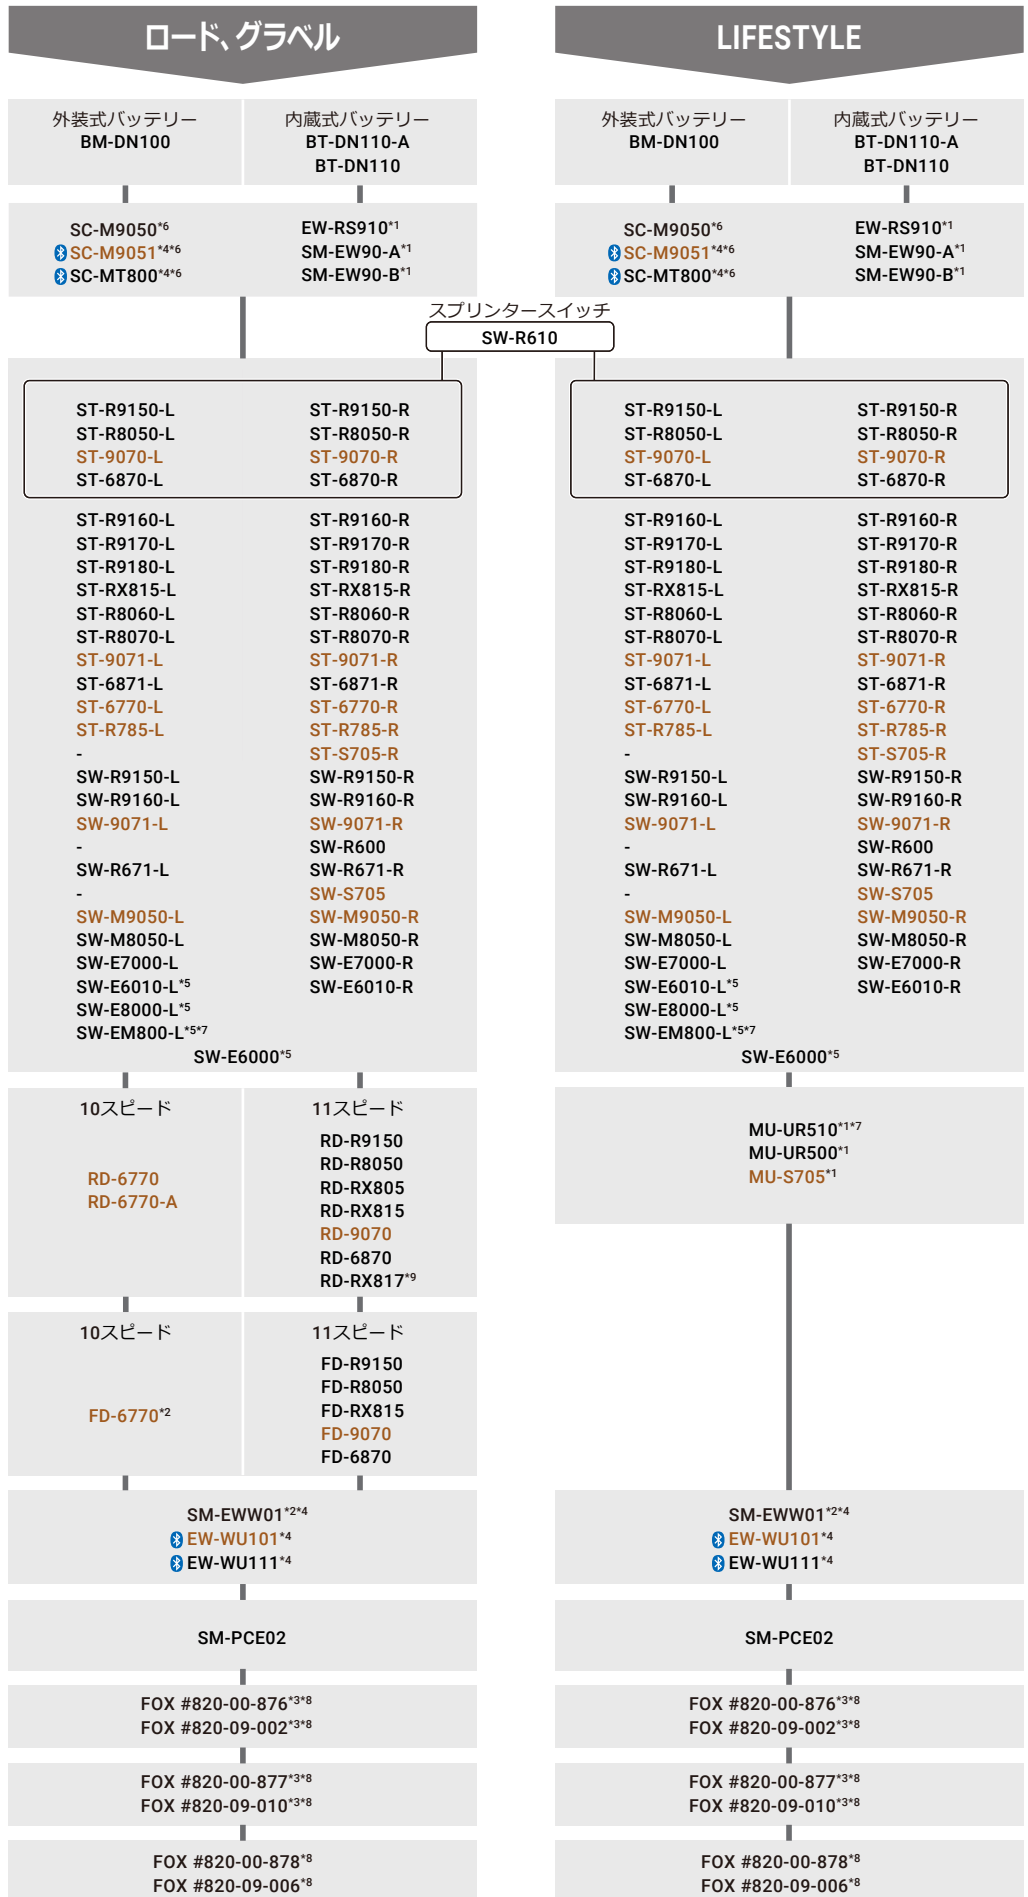 ロード、グラベル
外装式バッテリー
BM-DN100
内蔵式バッテリー
BT-DN110-A
BT-DN110
SC-M9050*6
SC-M9051*4*6
SC-MT800*4*6
EW-RS910*1
SM-EW90-A*1
SM-EW90-B*1
スプリンタースイッチ
SW-R610
ST-R9150-L ST-R9150-R
ST-R8050-L ST-R8050-R
ST-9070-L ST-9070-R
ST-6870-L ST-6870-R
ST-R9160-L ST-R9160-R
ST-R9170-L ST-R9170-R
ST-R9180-L ST-R9180-R
ST-RX815-L ST-RX815-R
ST-R8060-L ST-R8060-R
ST-R8070-L ST-R8070-R
ST-9071-L ST-9071-R
ST-6871-L ST-6871-R
ST-6770-L ST-6770-R
ST-R785-L ST-R785-R
- ST-S705-R
SW-R9150-L SW-R9150-R
SW-R9160-L SW-R9160-R
SW-9071-L SW-9071-R
- SW-R600
SW-R671-L SW-R671-R
- SW-S705
SW-M9050-L SW-M9050-R
SW-M8050-L SW-M8050-R
SW-E7000-L SW-E7000-R
SW-E6010-L*5 SW-E6010-R
SW-E8000-L*5
SW-EM800-L*5*7
SW-E6000*5
10スピード
RD-6770
RD-6770-A
11スピード
RD-R9150
RD-R8050
RD-RX805
RD-RX815
RD-9070
RD-6870
RD-RX817*9
10スピード
FD-6770*2
11スピード
FD-R9150
FD-R8050
FD-RX815
FD-9070
FD-6870
SM-EWW01*2*4
EW-WU101*4
EW-WU111*4
SM-PCE02
FOX #820-00-876*3*8
FOX #820-09-002*3*8
FOX #820-00-877*3*8
FOX #820-09-010*3*8
FOX #820-00-878*8
FOX #820-09-006*8
LIFESTYLE
外装式バッテリー
BM-DN100
内蔵式バッテリー
BT-DN110-A
BT-DN110
SC-M9050*6
SC-M9051*4*6
SC-MT800*4*6
EW-RS910*1
SM-EW90-A*1
SM-EW90-B*1
ST-R9150-L ST-R9150-R
ST-R8050-L ST-R8050-R
ST-9070-L ST-9070-R
ST-6870-L ST-6870-R
ST-R9160-L ST-R9160-R
ST-R9170-L ST-R9170-R
ST-R9180-L ST-R9180-R
ST-RX815-L ST-RX815-R
ST-R8060-L ST-R8060-R
ST-R8070-L ST-R8070-R
ST-9071-L ST-9071-R
ST-6871-L ST-6871-R
ST-6770-L ST-6770-R
ST-R785-L ST-R785-R
- ST-S705-R
SW-R9150-L SW-R9150-R
SW-R9160-L SW-R9160-R
SW-9071-L SW-9071-R
- SW-R600
SW-R671-L SW-R671-R
- SW-S705
SW-M9050-L SW-M9050-R
SW-M8050-L SW-M8050-R
SW-E7000-L SW-E7000-R
SW-E6010-L*5 SW-E6010-R
SW-E8000-L*5
SW-EM800-L*5*7
SW-E6000*5
MU-UR510*1*7
MU-UR500*1
MU-S705*1
SM-EWW01*2*4
EW-WU101*4
EW-WU111*4
SM-PCE02
FOX #820-00-876*3*8
FOX #820-09-002*3*8
FOX #820-00-877*3*8
FOX #820-09-010*3*8
FOX #820-00-878*8
FOX #820-09-006*8